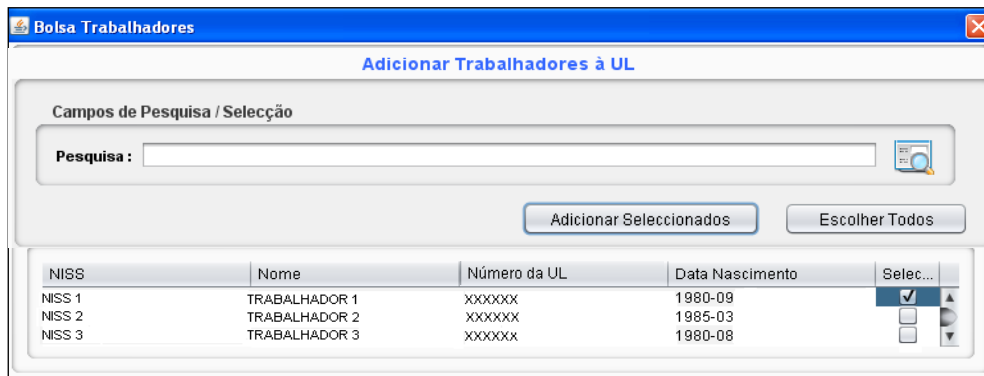 Bolsa Trabalhadores
Adicionar Trabalhadores à UL
Campos de Pesquisa / Selecção
Pesquisa :
Adicionar Seleccionados Escolher Todos
NISS Nome Número da UL Data Nascimento Selec...
NISS 1 TRABALHADOR 1 XXXXXX 1980-09
NISS 2 TRABALHADOR 2 XXXXXX 1985-03
NISS 3 TRABALHADOR 3 XXXXXx 1980-08